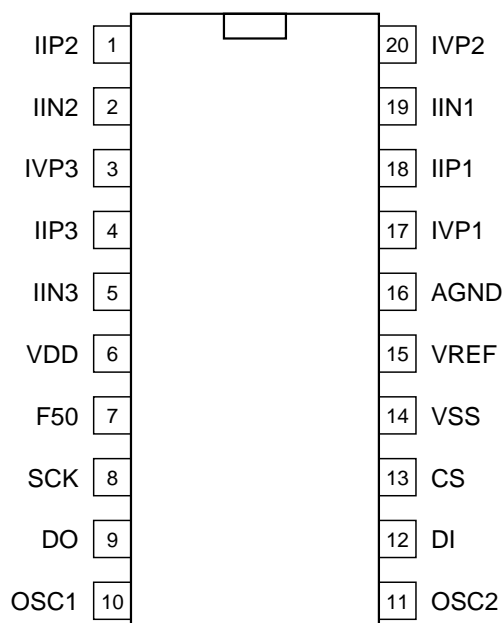 IIP2 1 20 IVP2
IIN2 2 19 IIN1
IVP3 3 18 IIP1
IIP3 4 17 IVP1
IIN3 5 16 AGND
VDD 6 15 VREF
F50 7 14 VSS
SCK 8 13 CS
DO 9 12 DI
OSC1 10 11 OSC2